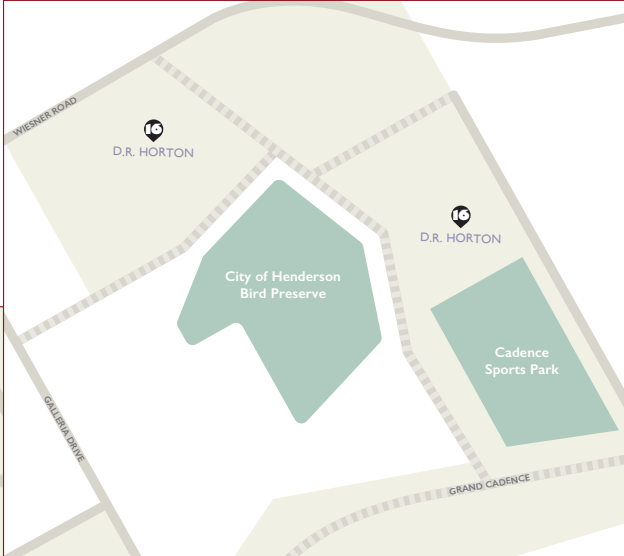 WIESNER ROAD
16
D.R. HORTON
16
D.R. HORTON
City of Henderson
Bird Preserve
Cadence
Sports Park
GALLERIA DRIVE
GRAND CADENCE